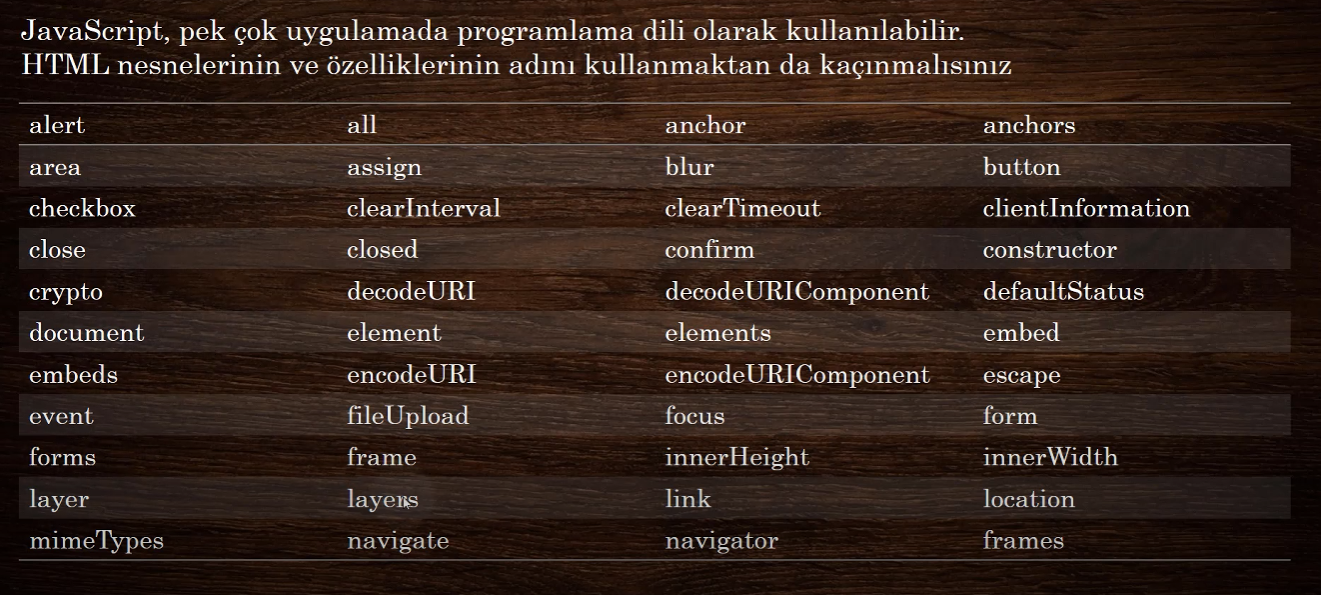 JavaScript, pek çok uygulamada programlama dili olarak kullanılabilir.
HTML nesnelerinin ve özelliklerinin adını kullanmaktan da kaçınmalısınız
alert all anchor anchors
area assign blur button
checkbox clearInterval clearTimeout clientInformation
close closed confirm constructor
crypto decodeURI decodeURIComponent defaultStatus
document element elements embed
embeds encodeURI encodeURIComponent escape
event fileUpload focus form
forms frame innerHeight innerWidth
layer layers link location
mimeTypes navigate navigator frames